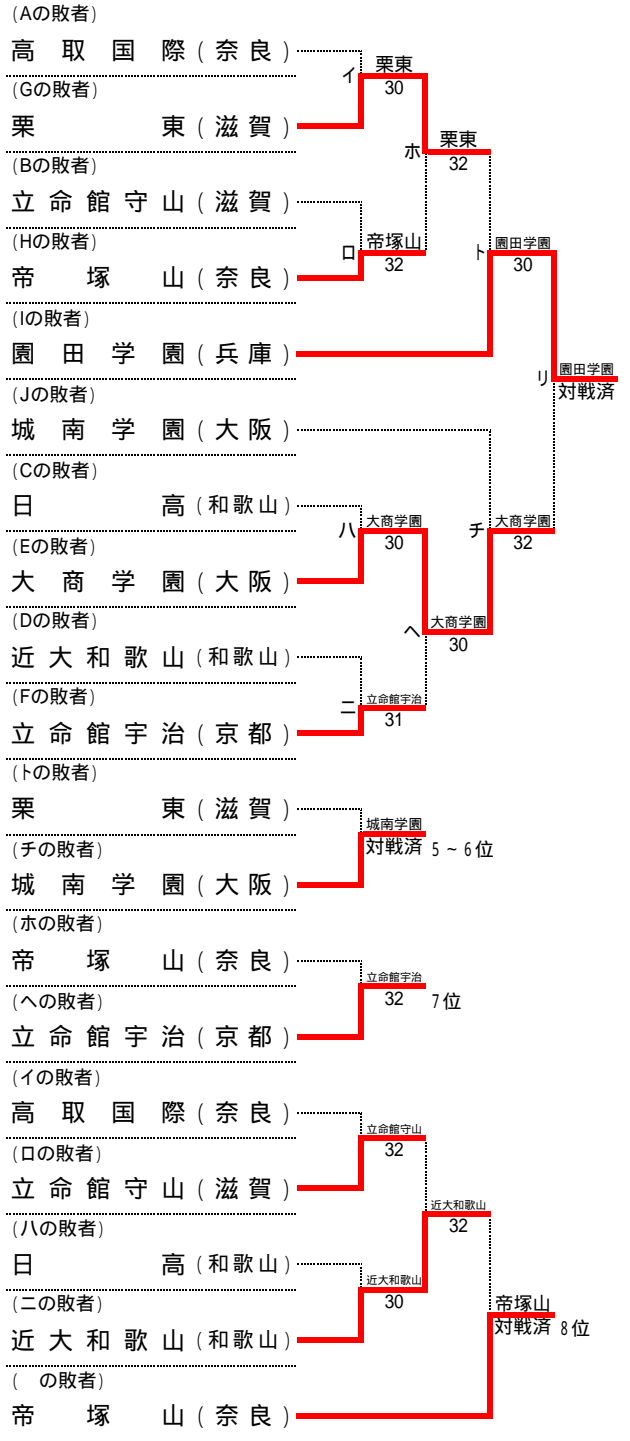 (Aの敗者)
高取国際(奈良)
(Gの敗者)
栗東(滋賀)
(Bの敗者)
立命館守山(滋賀)
(Hの敗者)
帝塚山(奈良)
(Iの敗者)
園田学園(兵庫)
(Jの敗者)
城南学園(大阪)
(Cの敗者)
日高(和歌山)
(Eの敗者)
大商学園(大阪)
(Dの敗者)
近大和歌山(和歌山)
(Fの敗者)
立命館宇治(京都)
(トの敗者)
栗東(滋賀)
(チの敗者)
城南学園(大阪)
(ホの敗者)
帝塚山(奈良)
(ヘの敗者)
立命館宇治(京都)
(イの敗者)
高取国際(奈良)
(ロの敗者)
立命館守山(滋賀)
(ハの敗者)
日高(和歌山)
(ニの敗者)
近大和歌山(和歌山)
( の敗者)
帝塚山(奈良)
イ
栗東
30
ロ
帝塚山
32
ハ
大商学園
30
ニ
立命館宇治
31
ホ
栗東
32
ヘ
大商学園
30
ト
園田学園
30
チ
大商学園
32
リ
園田学園
対戦済
城南学園
対戦済 5~6位
立命館宇治
32 7位
立命館守山
32
近大和歌山
30
近大和歌山
32
帝塚山
対戦済 8位